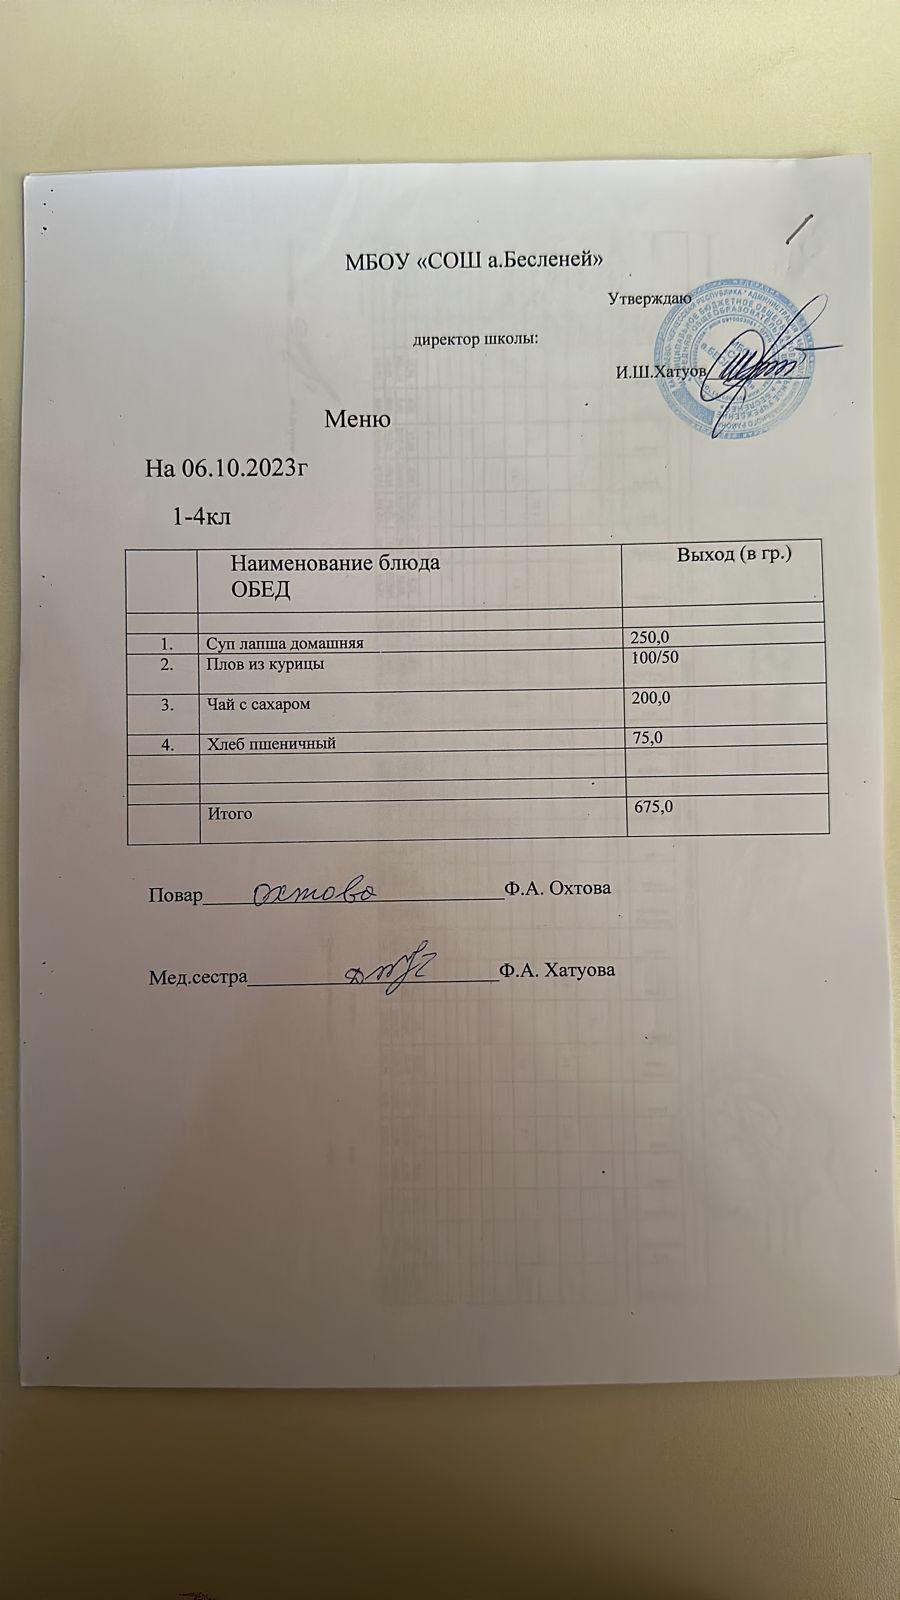 МБОУ «СОШ а.Бесленей»
Утверждаю
директор школы:
И.Ш.Хатуов
Меню
На 06.10.2023г
1-4кл
Наименование блюда Выход (в гр.)
ОБЕД
1. Суп лапша домашняя 250,0
2. Плов из курицы 100/50
3. Чай с сахаром 200,0
4. Хлеб пшеничный 75,0
Итого 675,0
Повар Охтова Ф.А. Охтова
Мед.сестра Ф.А. Хатуова